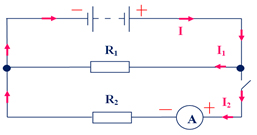 − +
I
R₁ I₁
R₂ − A + I₂